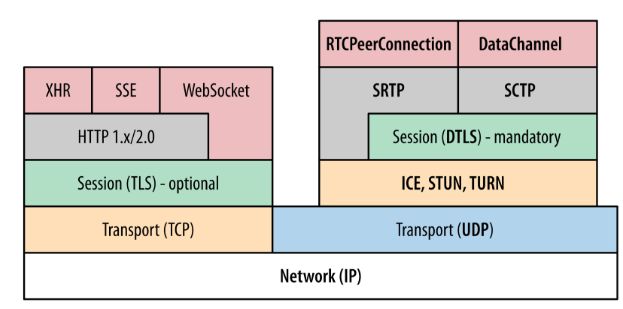 RTCPeerConnection DataChannel
XHR SSE WebSocket SRTP SCTP
HTTP 1.x/2.0 Session (DTLS) - mandatory
Session (TLS) - optional ICE, STUN, TURN
Transport (TCP) Transport (UDP)
Network (IP)